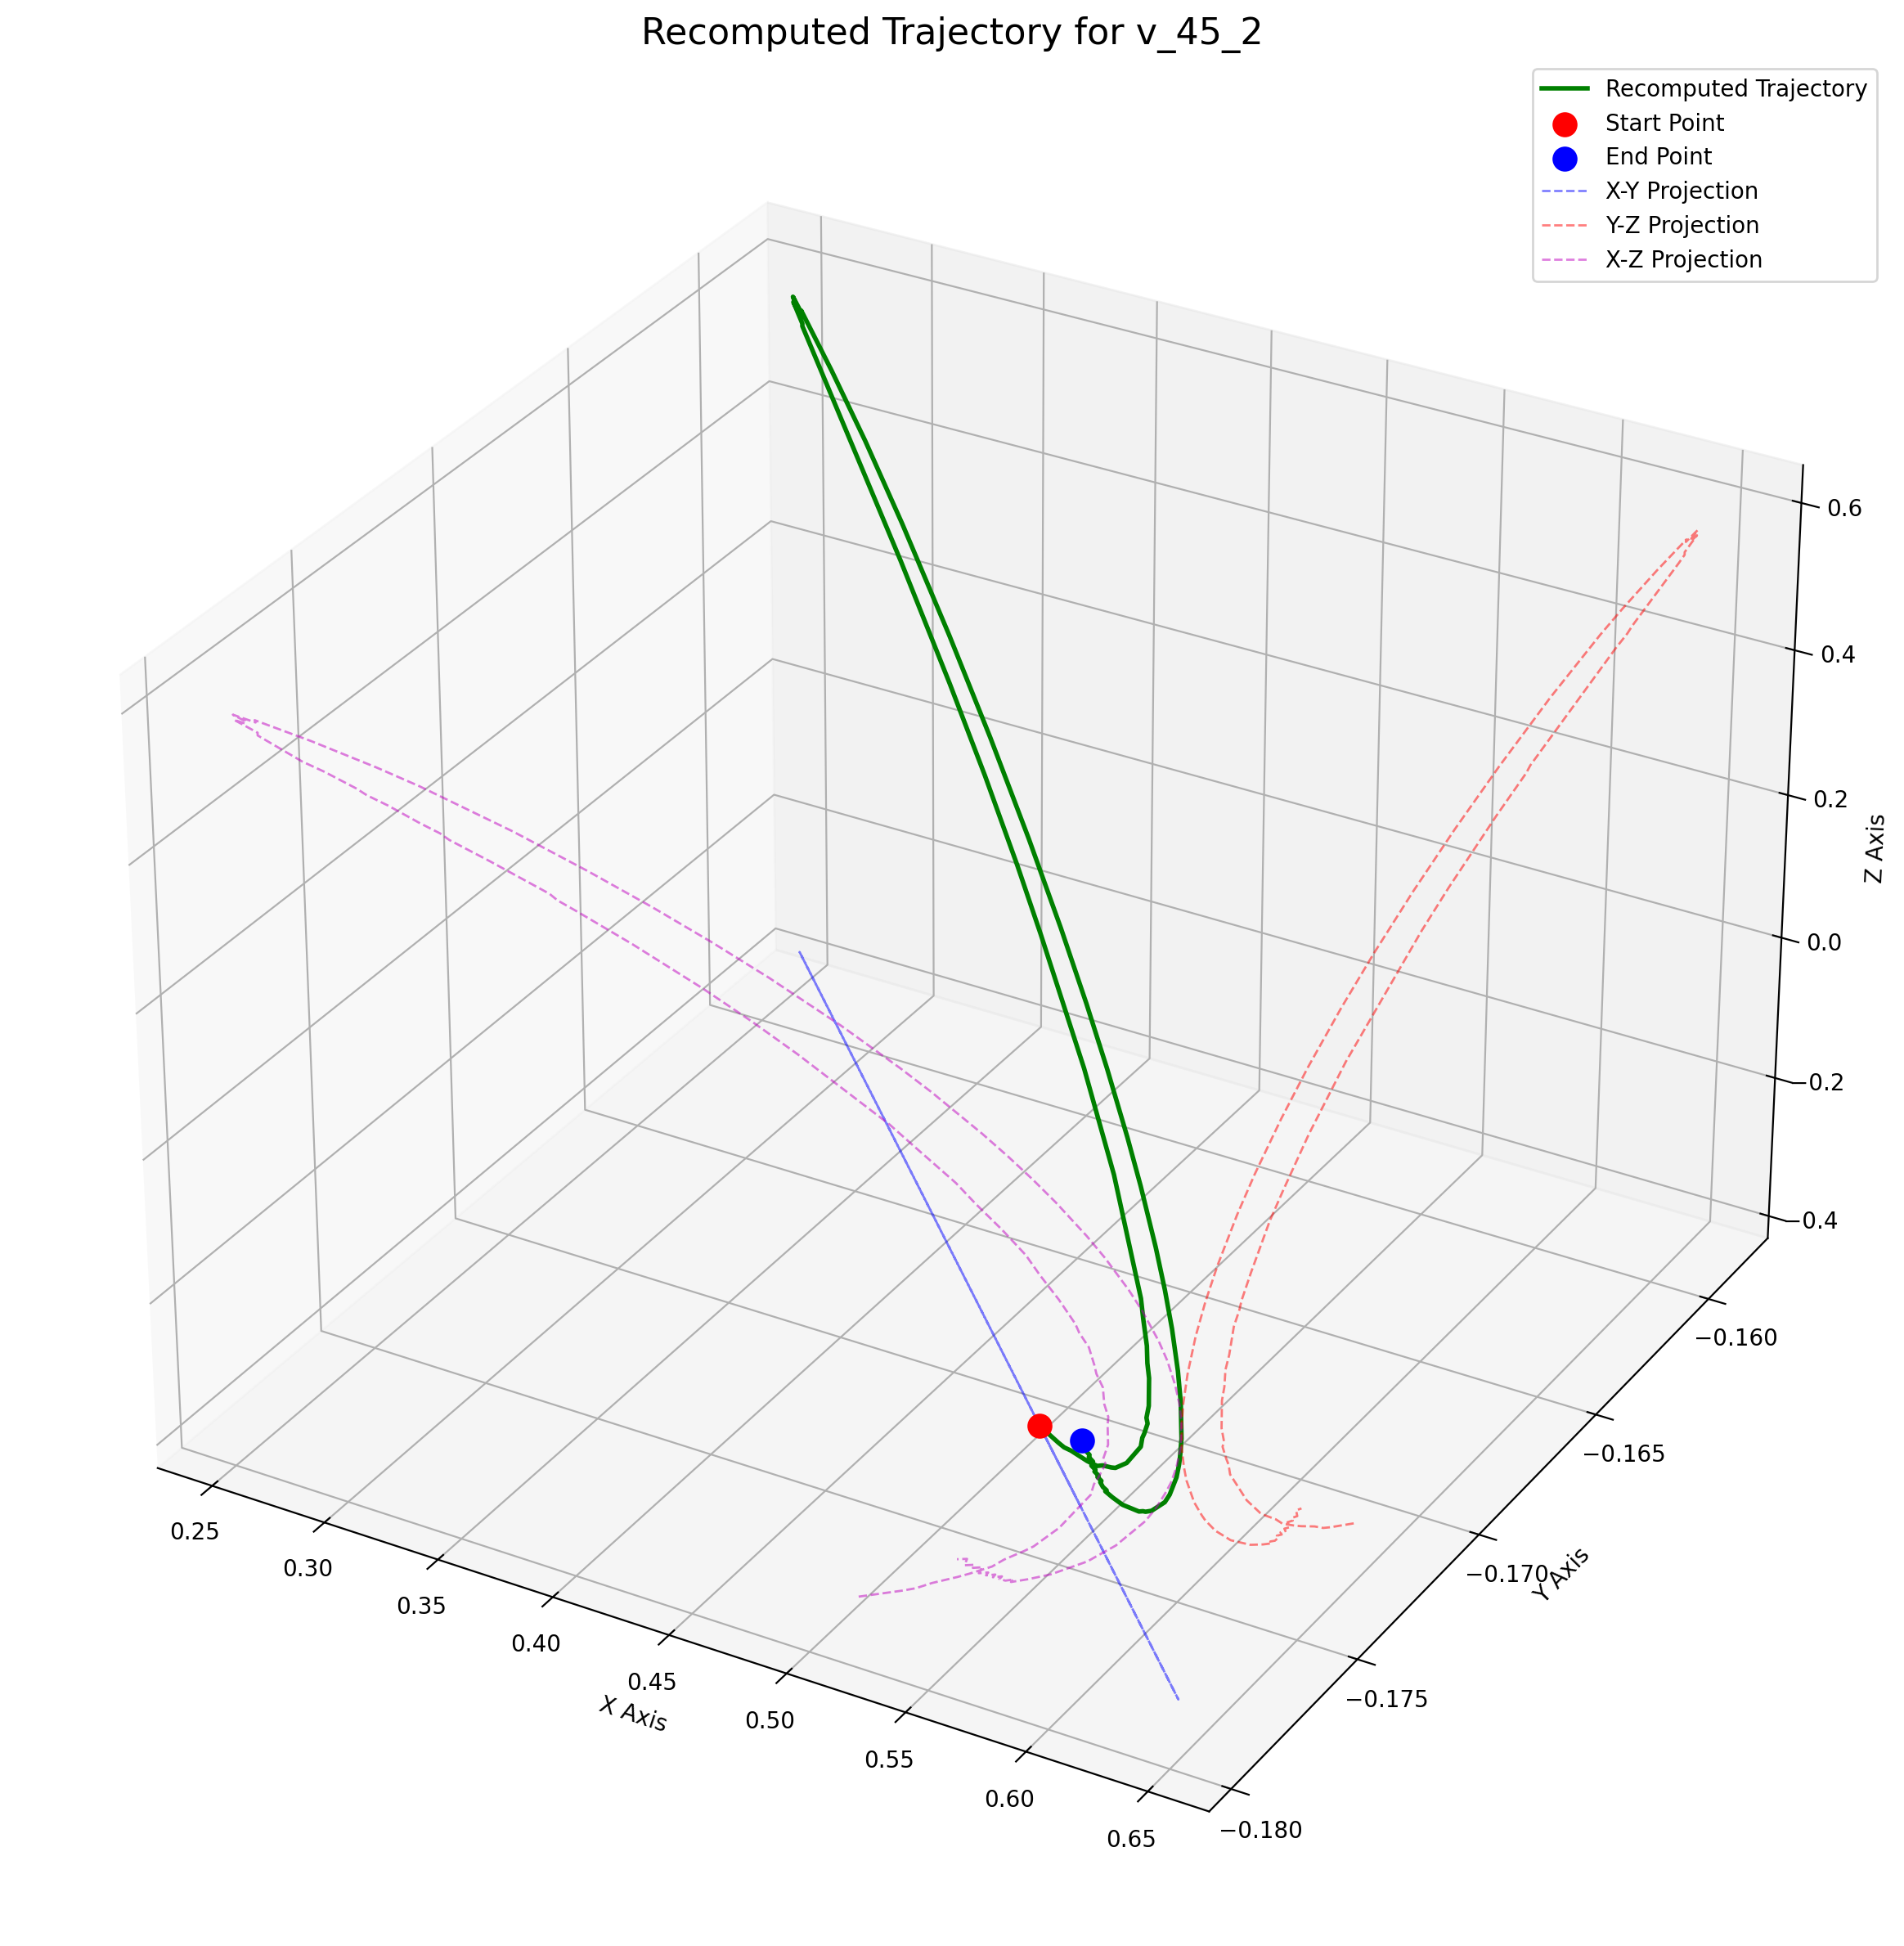 Recomputed Trajectory for v_45_2
Recomputed Trajectory
Start Point
End Point
X-Y Projection
Y-Z Projection
X-Z Projection
0.6
0.4
0.2
0.0
−0.2
−0.4
Z Axis
−0.160
−0.165
−0.170
−0.175
−0.180
Y Axis
0.25
0.30
0.35
0.40
0.45
0.50
0.55
0.60
0.65
X Axis